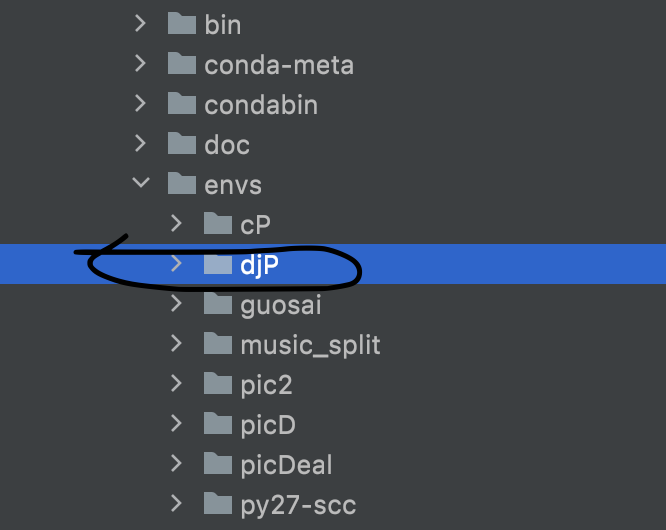 bin
conda-meta
condabin
doc
envs
cP
djP
guosai
music_split
pic2
picD
picDeal
py27-scc